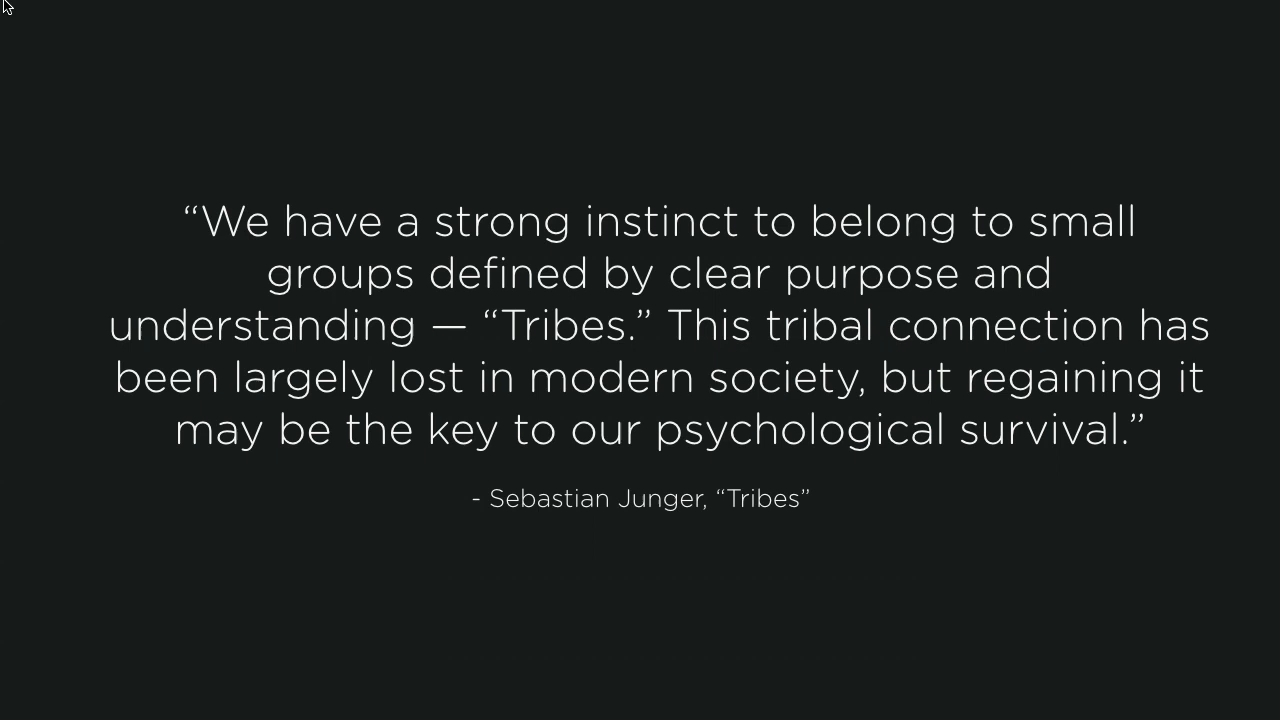 “We have a strong instinct to belong to small
groups defined by clear purpose and
understanding — “Tribes.” This tribal connection has
been largely lost in modern society, but regaining it
may be the key to our psychological survival.”
- Sebastian Junger, “Tribes”